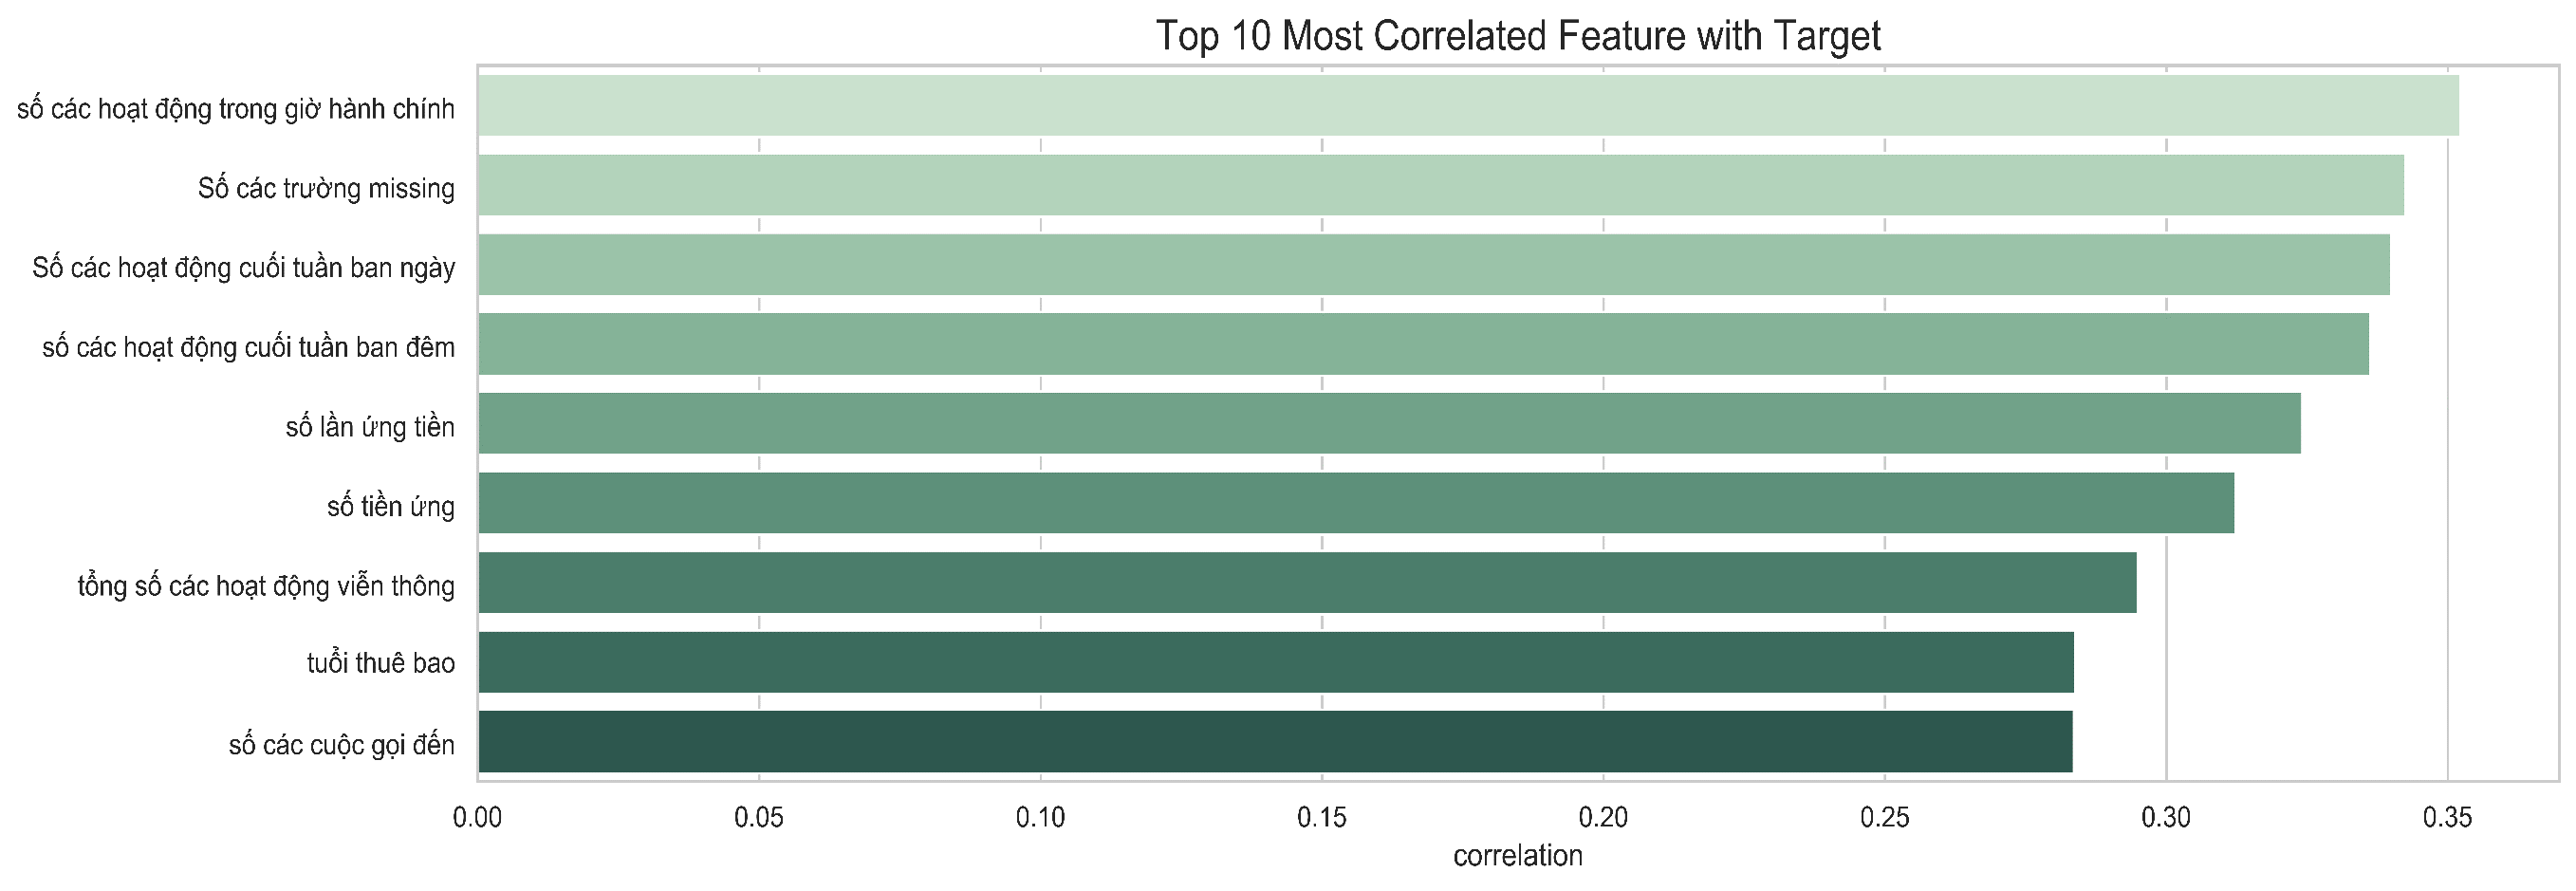 Top 10 Most Correlated Feature with Target
số các hoạt động trong giờ hành chính
Số các trường missing
Số các hoạt động cuối tuần ban ngày
số các hoạt động cuối tuần ban đêm
số lần ứng tiền
số tiền ứng
tổng số các hoạt động viễn thông
tuổi thuê bao
số các cuộc gọi đến
0.00 0.05 0.10 0.15 0.20 0.25 0.30 0.35
correlation